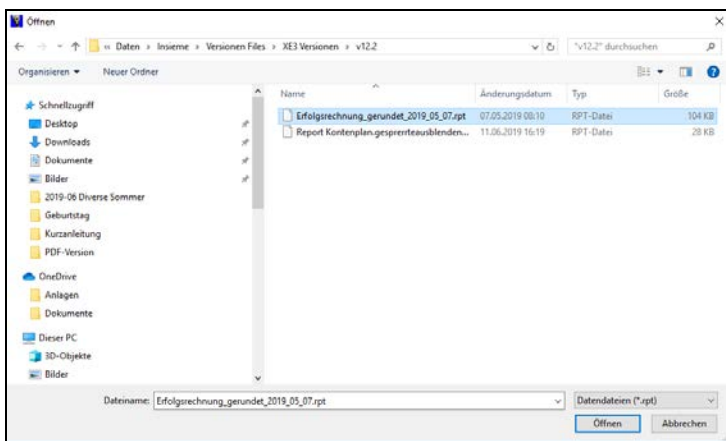 Öffnen
« Daten › Insieme › Versionen Files › XE3 Versionen › v12.2
"v12.2" durchsuchen
Organisieren
Neuer Ordner
Name Änderungsdatum Typ Größe
Erfolgsrechnung_gerundet_2019_05_07.rpt 07.05.2019 08:10 RPT-Datei 104 KB
Report Kontenplan.gesprerrteausblenden... 11.06.2019 16:19 RPT-Datei 28 KB
Schnellzugriff
Desktop
Downloads
Dokumente
Bilder
2019-06 Diverse Sommer
Geburtstag
Kurzanleitung
PDF-Version
OneDrive
Anlagen
Dokumente
Dieser PC
3D-Objekte
Bilder
Dateiname: Erfolgsrechnung_gerundet_2019_05_07.rpt
Datendateien (*.rpt)
Öffnen Abbrechen